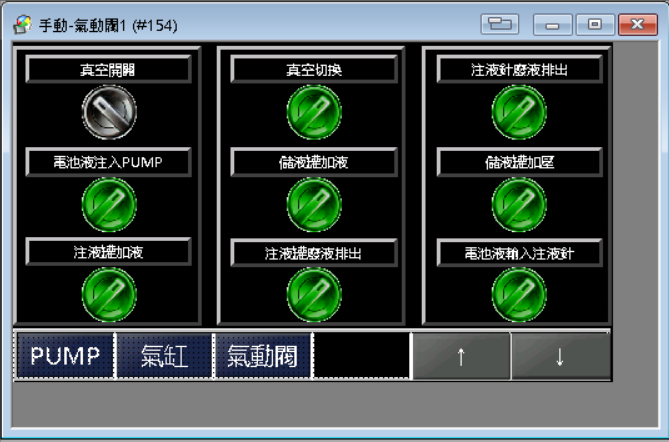 手動-氣動閥1 (#154)
真空開關
真空切換
注液針廢液排出
電池液注入PUMP
儲液罐加液
儲液罐加壓
注液罐加液
注液罐廢液排出
電池液輸入注液針
PUMP
氣缸
氣動閥
↑
↓